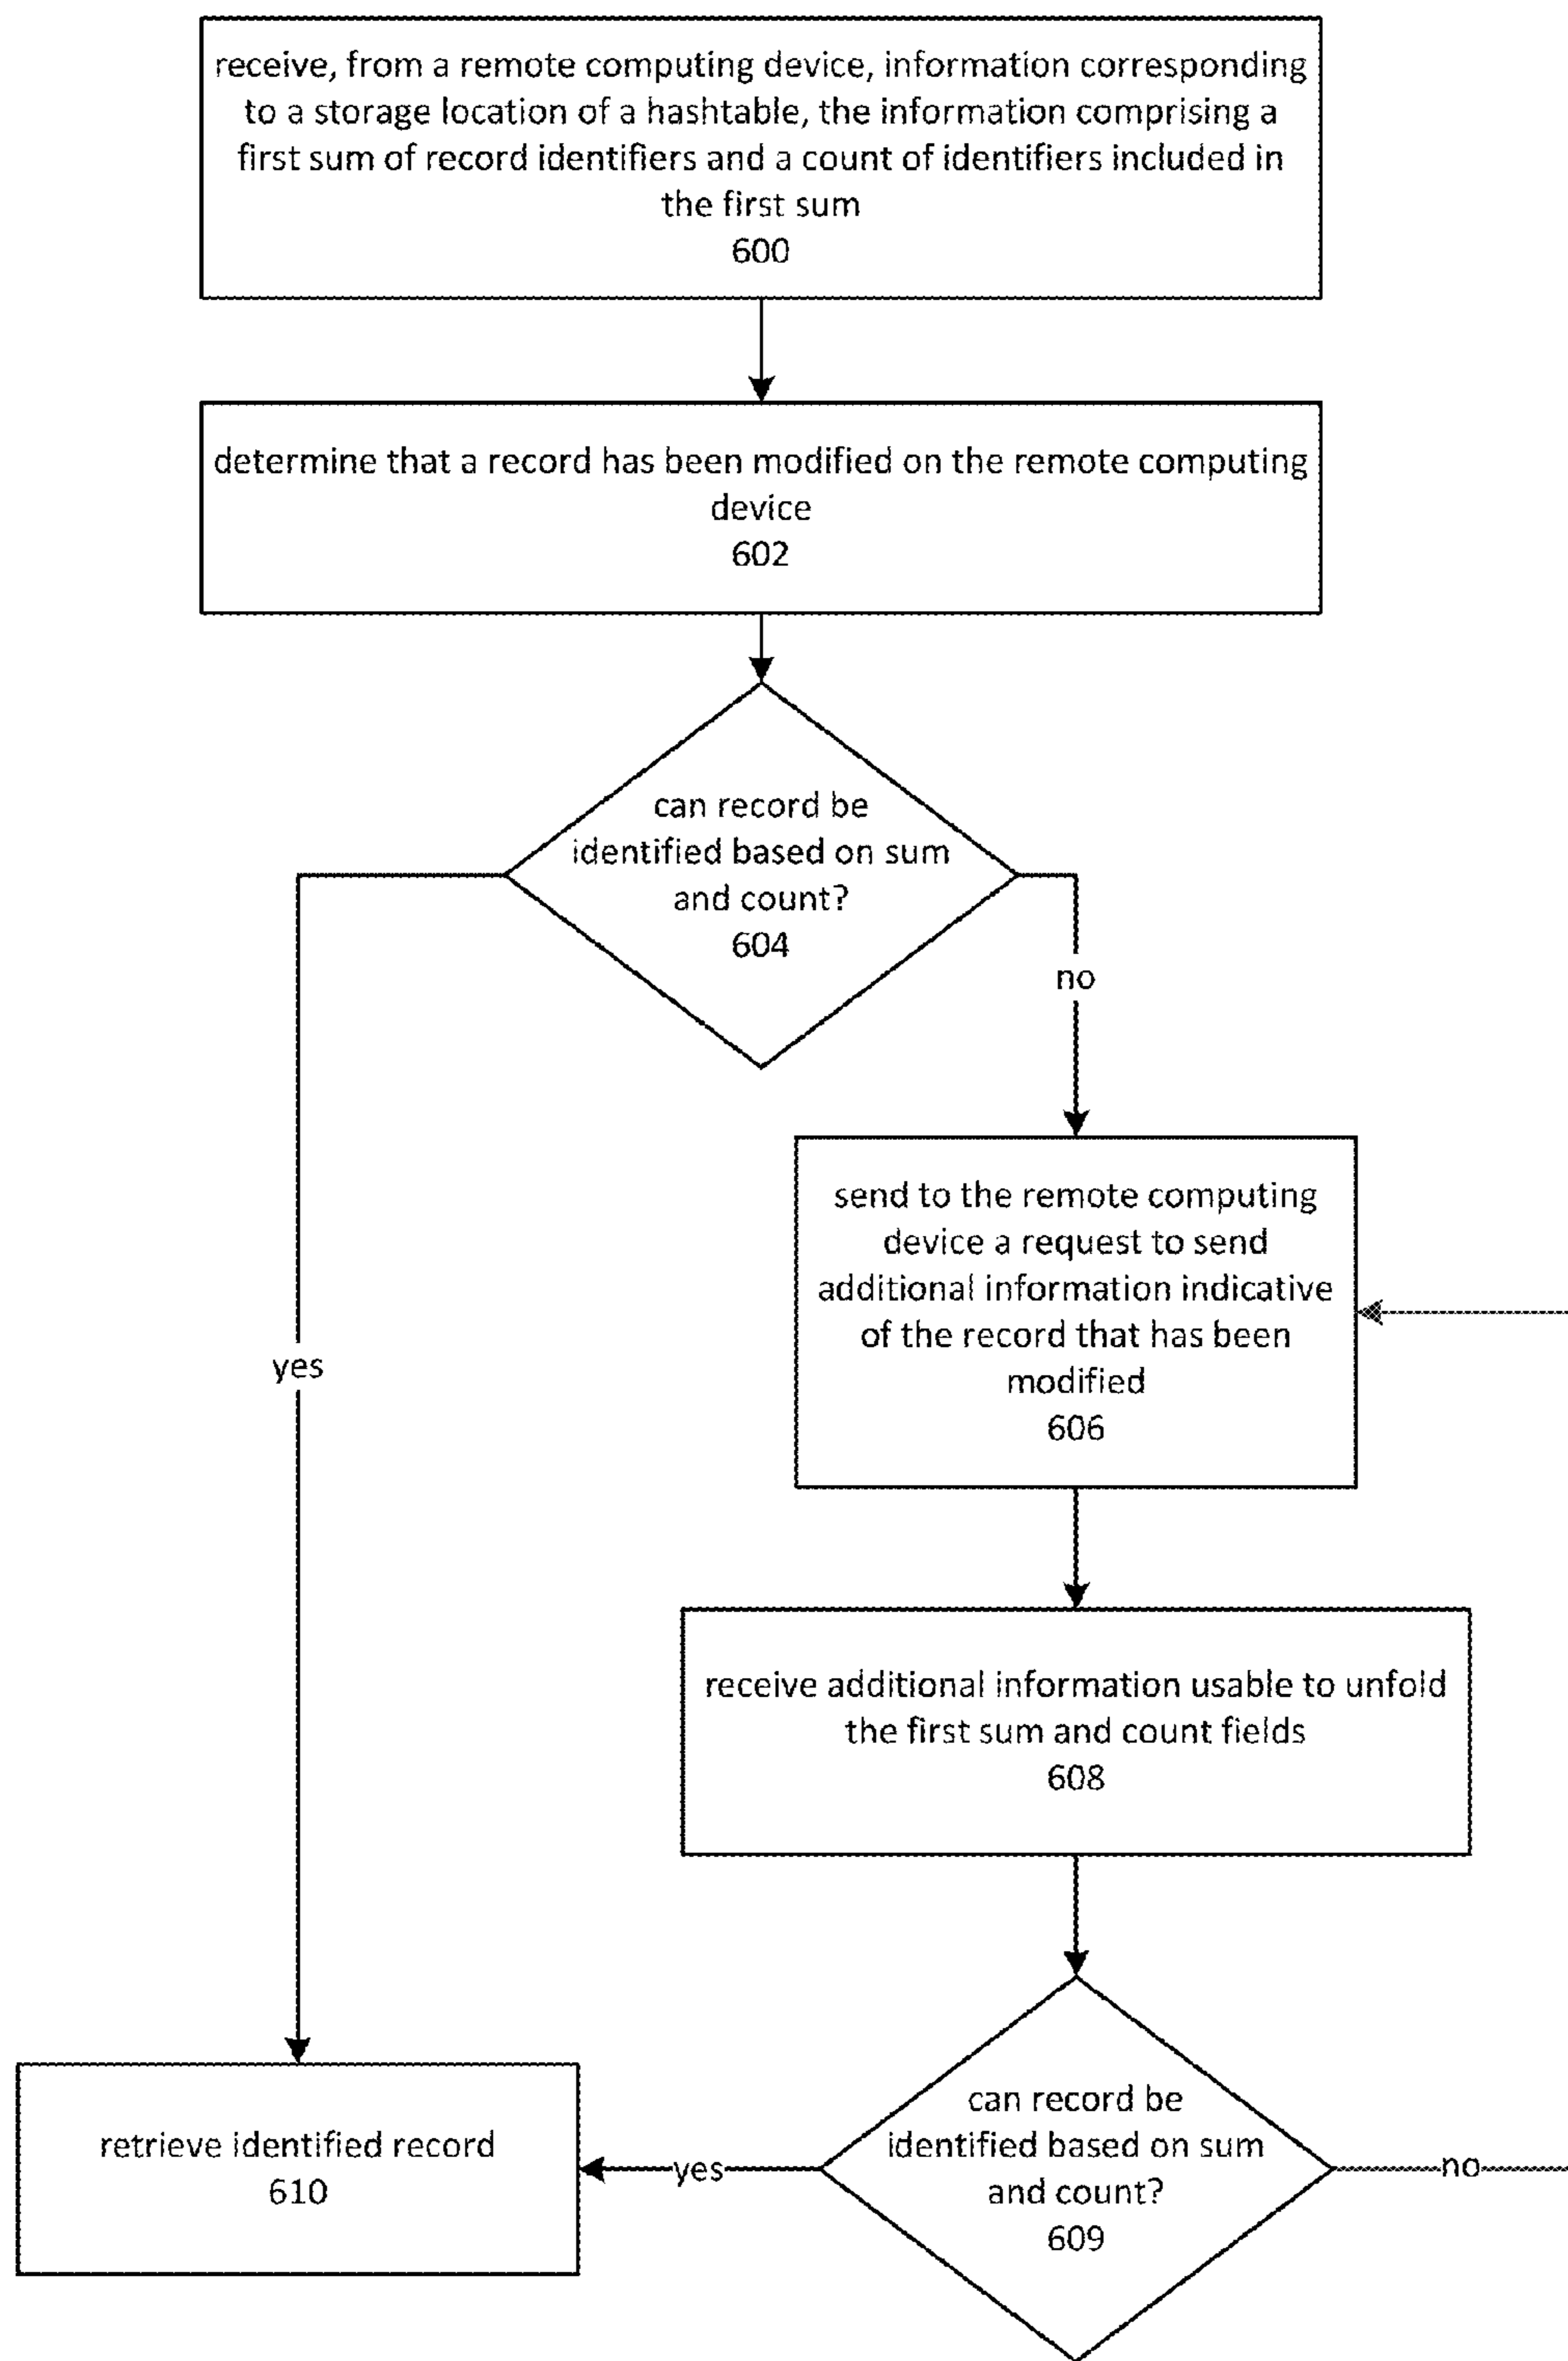 receive, from a remote computing device, information corresponding
to a storage location of a hashtable, the information comprising a
first sum of record identifiers and a count of identifiers included in
the first sum
600
determine that a record has been modified on the remote computing
device
602
can record be
identified based on sum
and count?
604
no
yes
send to the remote computing
device a request to send
additional information indicative
of the record that has been
modified
606
receive additional information usable to unfold
the first sum and count fields
608
can record be
identified based on sum
and count?
609
yes
no
retrieve identified record
610